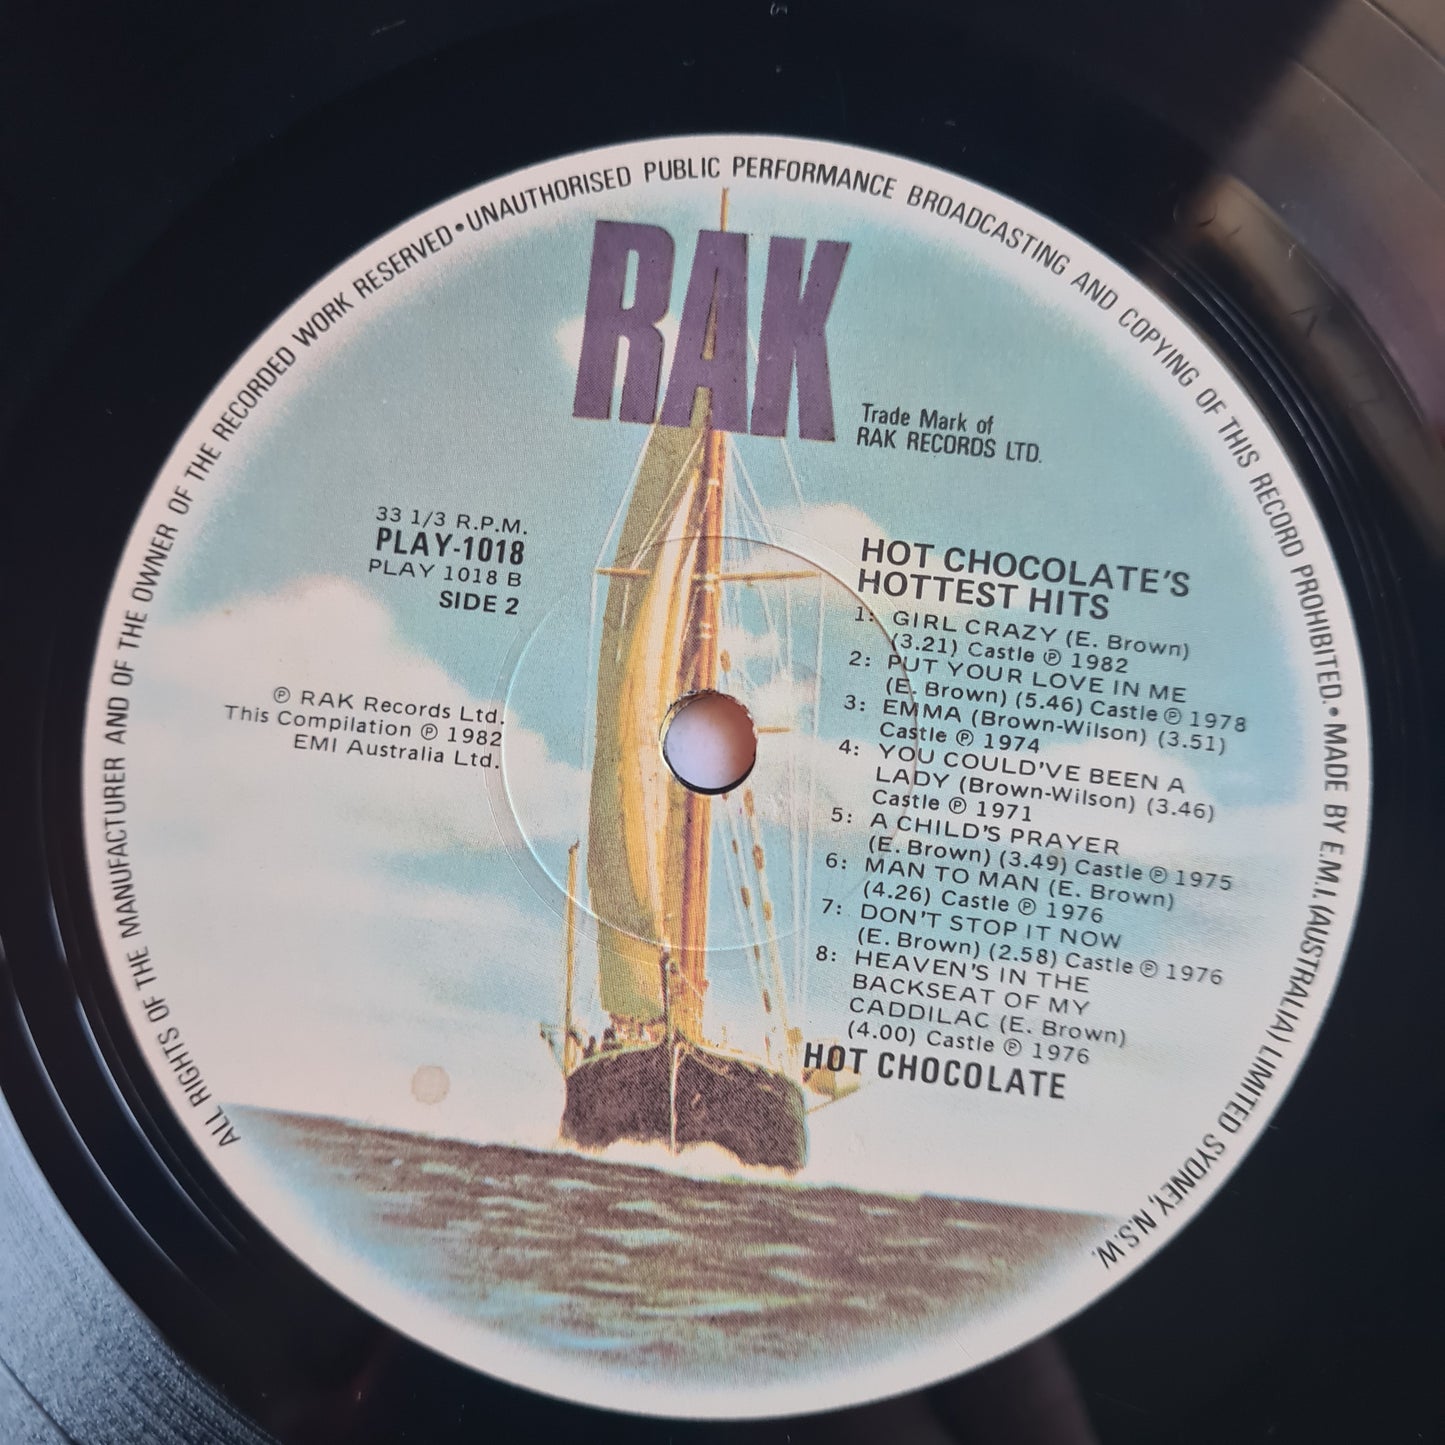 ALL RIGHTS OF THE MANUFACTURER AND OF THE OWNER OF THE RECORDED WORK RESERVED • UNAUTHORISED PUBLIC PERFORMANCE BROADCASTING AND COPYING OF THIS RECORD PROHIBITED. • MADE BY E.M.I. (AUSTRALIA) LIMITED SYDNEY, N.S.W.
RAK
Trade Mark of
RAK RECORDS LTD.
33 1/3 R.P.M.
PLAY-1018
PLAY 1018 B
SIDE 2
℗ RAK Records Ltd.
This Compilation ℗ 1982
EMI Australia Ltd.
HOT CHOCOLATE'S
HOTTEST HITS
1: GIRL CRAZY (E. Brown)
(3.21) Castle ℗ 1982
2: PUT YOUR LOVE IN ME
(E. Brown) (5.46) Castle ℗ 1978
3: EMMA (Brown-Wilson) (3.51)
Castle ℗ 1974
4: YOU COULD'VE BEEN A
LADY (Brown-Wilson) (3.46)
Castle ℗ 1971
5: A CHILD'S PRAYER
(E. Brown) (3.49) Castle ℗ 1975
6: MAN TO MAN (E. Brown)
(4.26) Castle ℗ 1976
7: DON'T STOP IT NOW
(E. Brown) (2.58) Castle ℗ 1976
8: HEAVEN'S IN THE
BACKSEAT OF MY
CADDILAC (E. Brown)
(4.00) Castle ℗ 1976
HOT CHOCOLATE